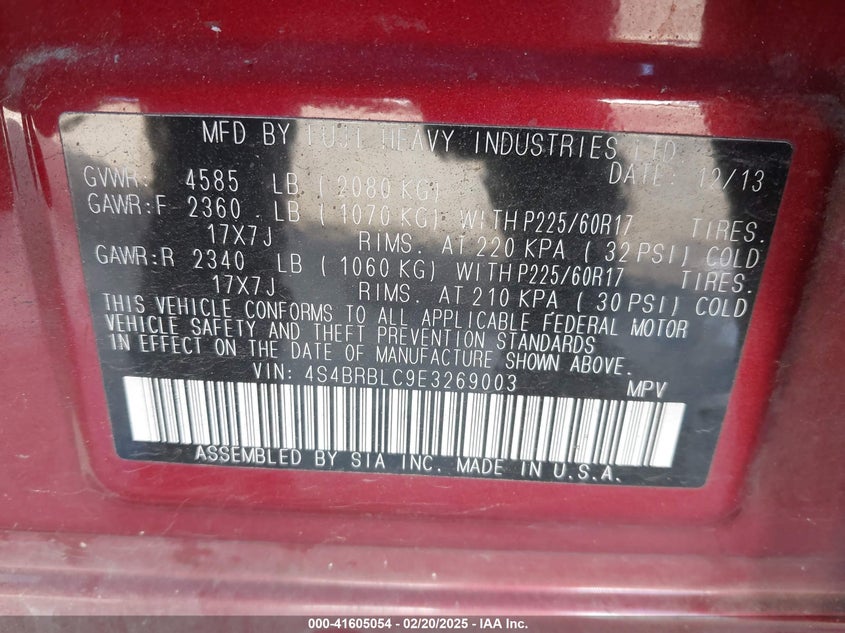 MFD BY FUJI HEAVY INDUSTRIES LTD.
DATE: 12/13
GVWR: 4585 LB ( 2080 KG)
GAWR:F 2360 LB ( 1070 KG) WITH P225/60R17 TIRES.
17X7J RIMS. AT 220 KPA ( 32 PSI) COLD
GAWR:R 2340 LB ( 1060 KG) WITH P225/60R17 TIRES.
17X7J RIMS. AT 210 KPA ( 30 PSI) COLD
THIS VEHICLE CONFORMS TO ALL APPLICABLE FEDERAL MOTOR
VEHICLE SAFETY AND THEFT PREVENTION STANDARDS
IN EFFECT ON THE DATE OF MANUFACTURE SHOWN ABOVE.
VIN: 4S4BRBLC9E3269003 MPV
ASSEMBLED BY SIA INC. MADE IN U.S.A.
000-41605054 - 02/20/2025 - IAA Inc.